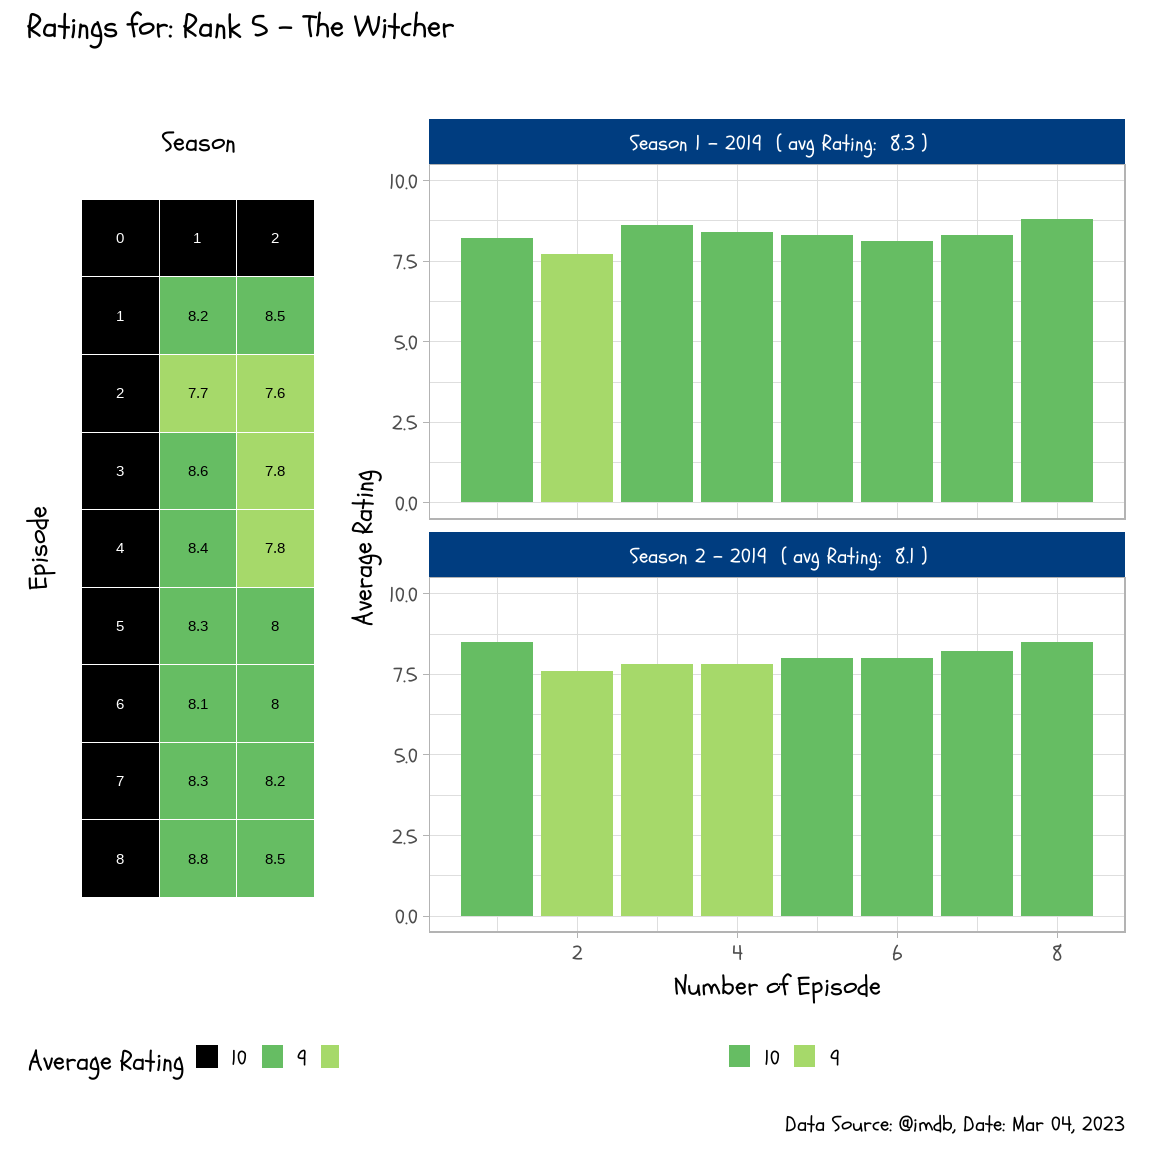 Ratings for: Rank 5 - The Witcher
Season
0 1 2
1 8.2 8.5
2 7.7 7.6
3 8.6 7.8
4 8.4 7.8
5 8.3 8
6 8.1 8
7 8.3 8.2
8 8.8 8.5
Episode
Season 1 - 2019 ( avg Rating: 8.3 )
10.0
7.5
5.0
2.5
0.0
Average Rating
Season 2 - 2019 ( avg Rating: 8.1 )
10.0
7.5
5.0
2.5
0.0
2 4 6 8
Number of Episode
Average Rating 10 9
10 9
Data Source: @imdb, Date: Mar 04, 2023